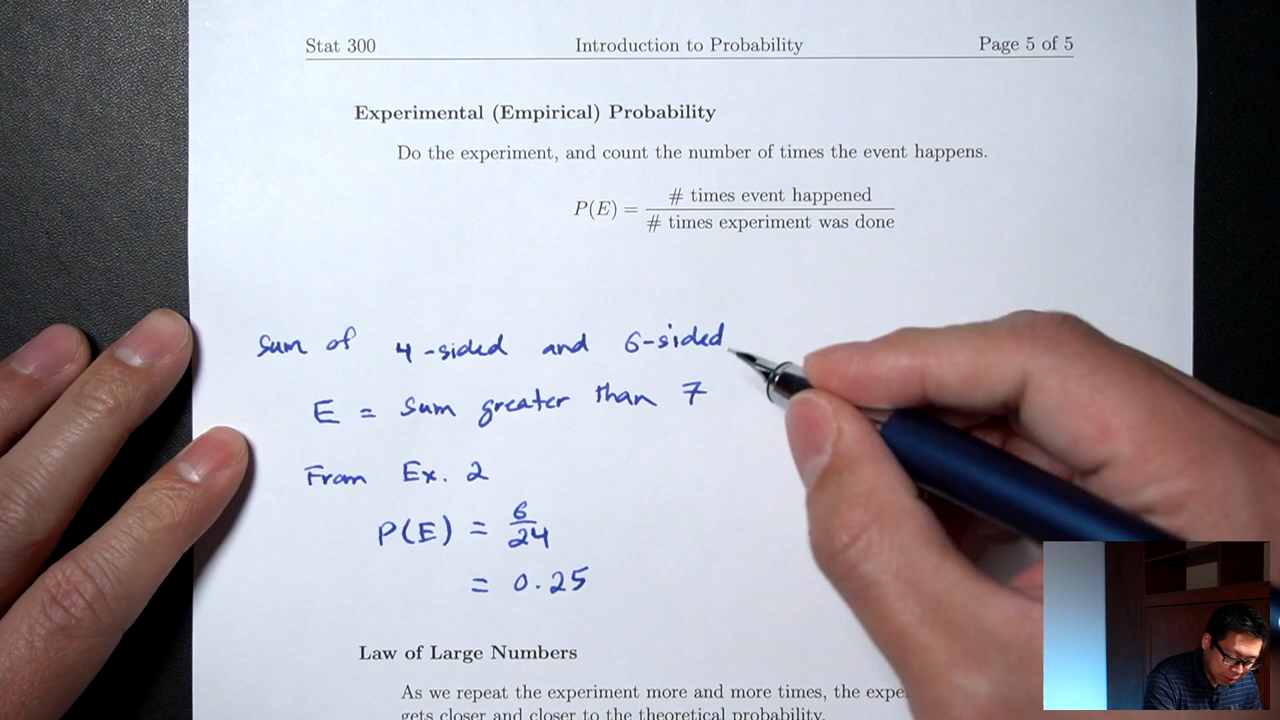 Stat 300 Introduction to Probability Page 5 of 5
Experimental (Empirical) Probability
Do the experiment, and count the number of times the event happens.
P(E) = # times event happened / # times experiment was done
Sum of 4-sided and 6-sided
E = Sum greater than 7
From Ex. 2
P(E) = 6/24
= 0.25
Law of Large Numbers
As we repeat the experiment more and more times, the expe
gets closer and closer to the theoretical probability.